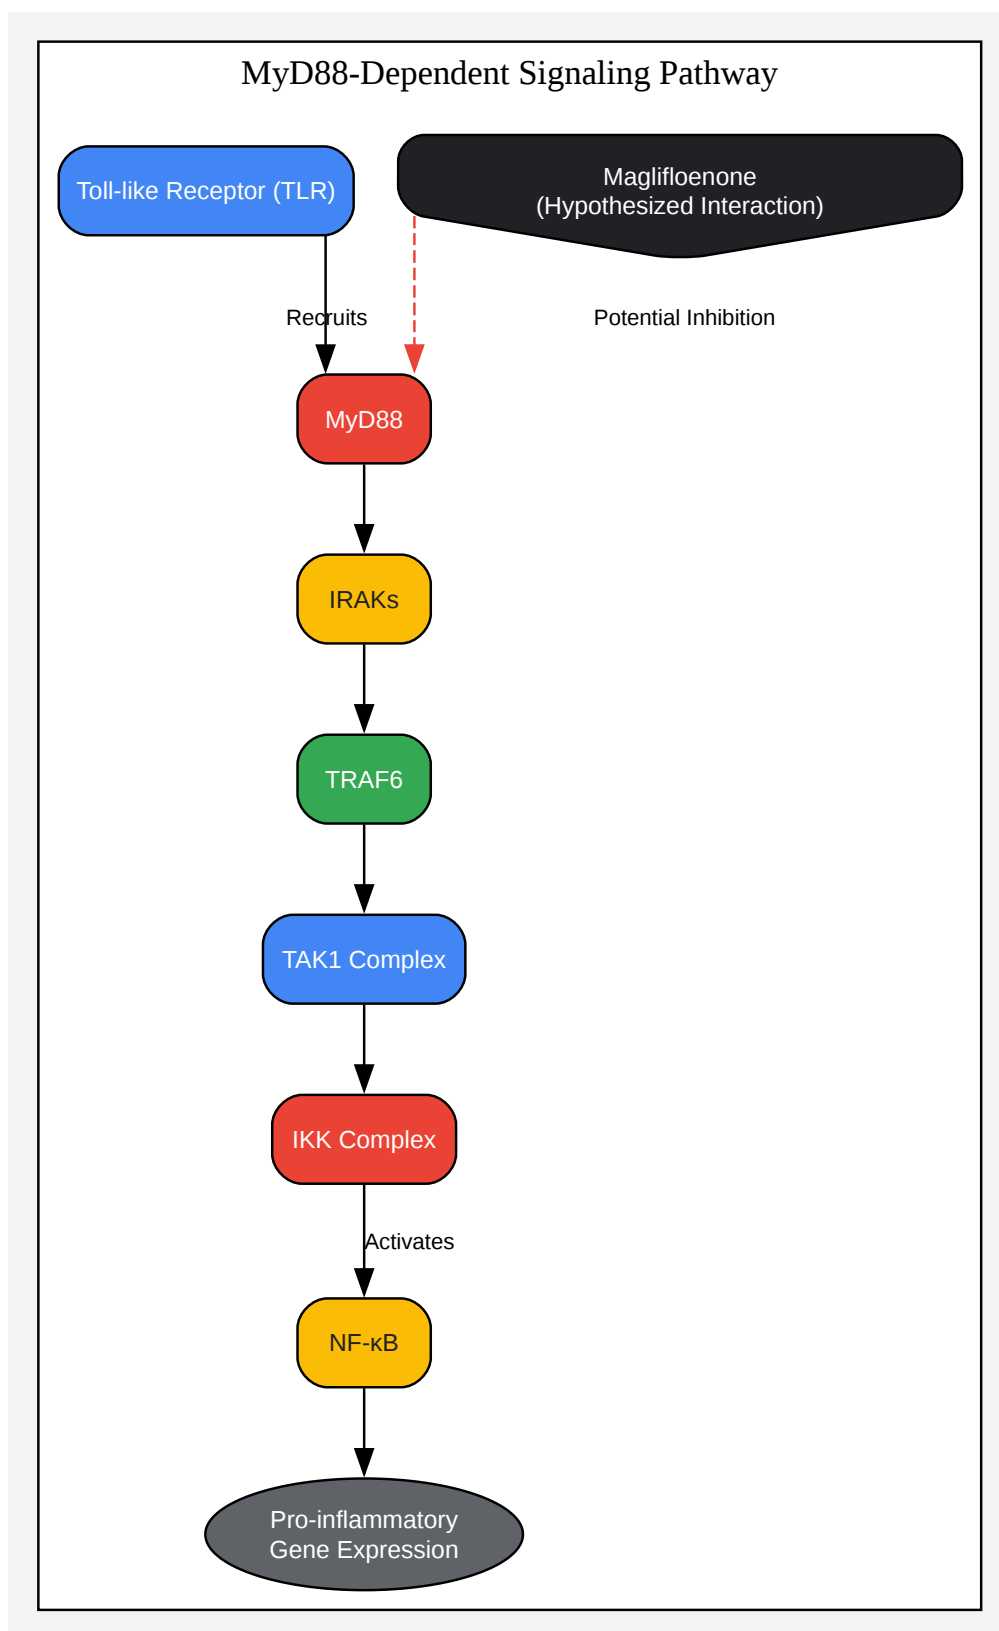 MyD88-Dependent Signaling Pathway
Toll-like Receptor (TLR)
Maglifloenone
(Hypothesized Interaction)
Recruits
Potential Inhibition
MyD88
IRAKs
TRAF6
TAK1 Complex
IKK Complex
Activates
NF-κB
Pro-inflammatory
Gene Expression